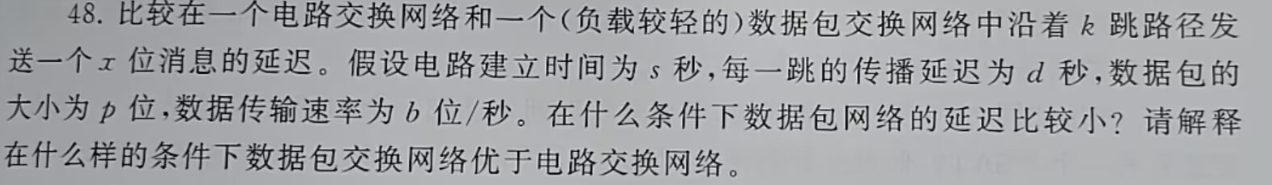 48. 比较在一个电路交换网络和一个(负载较轻的)数据包交换网络中沿着 k 跳路径发
送一个 x 位消息的延迟。假设电路建立时间为 s 秒,每一跳的传播延迟为 d 秒,数据包的
大小为 p 位,数据传输速率为 b 位/秒。在什么条件下数据包网络的延迟比较小? 请解释
在什么样的条件下数据包交换网络优于电路交换网络。